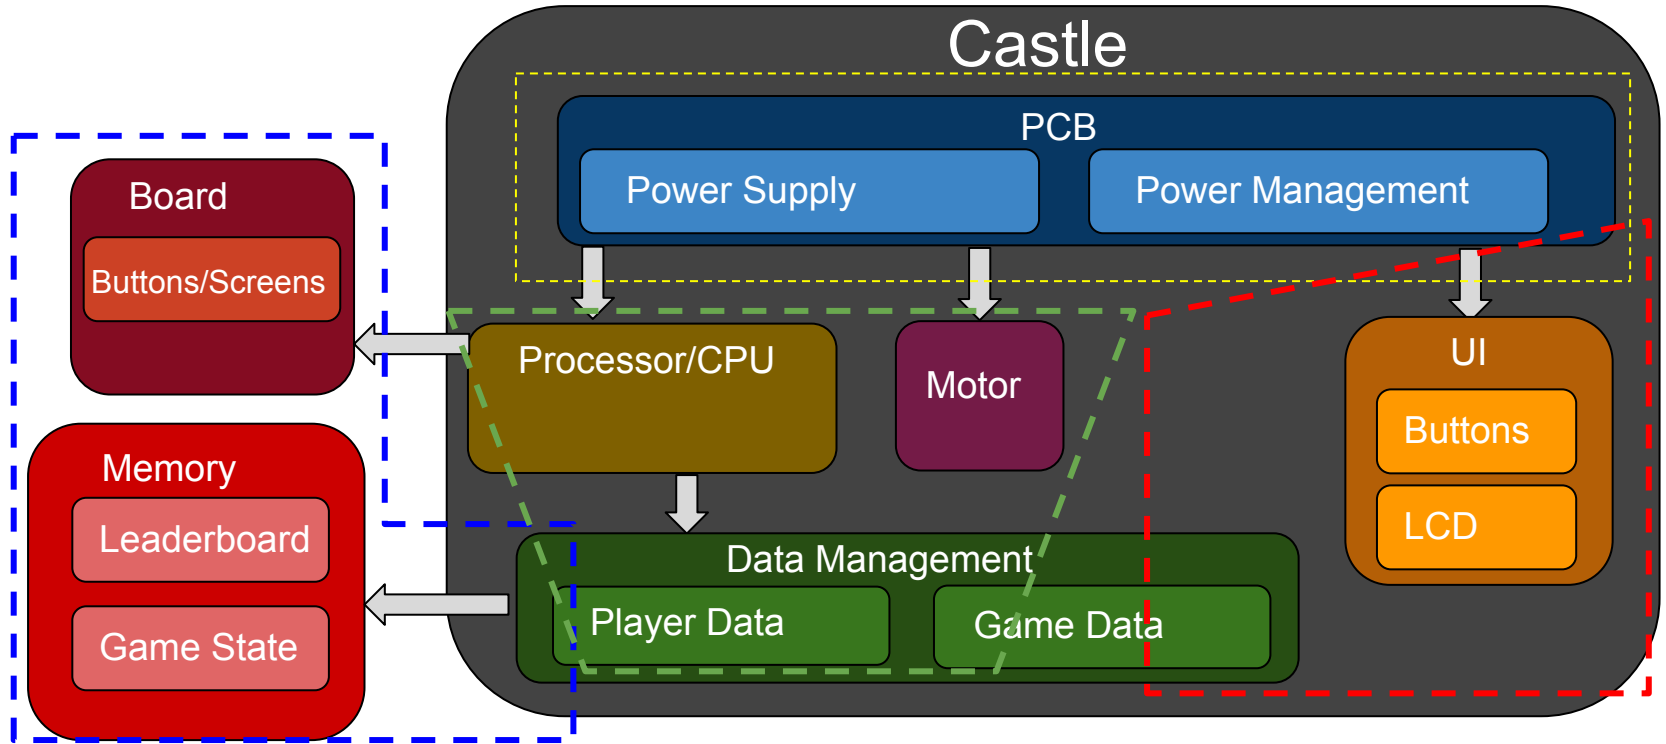 Castle
PCB
Power Supply
Power Management
Board
Buttons/Screens
Processor/CPU
Motor
UI
Buttons
LCD
Memory
Leaderboard
Game State
Data Management
Player Data
Game Data